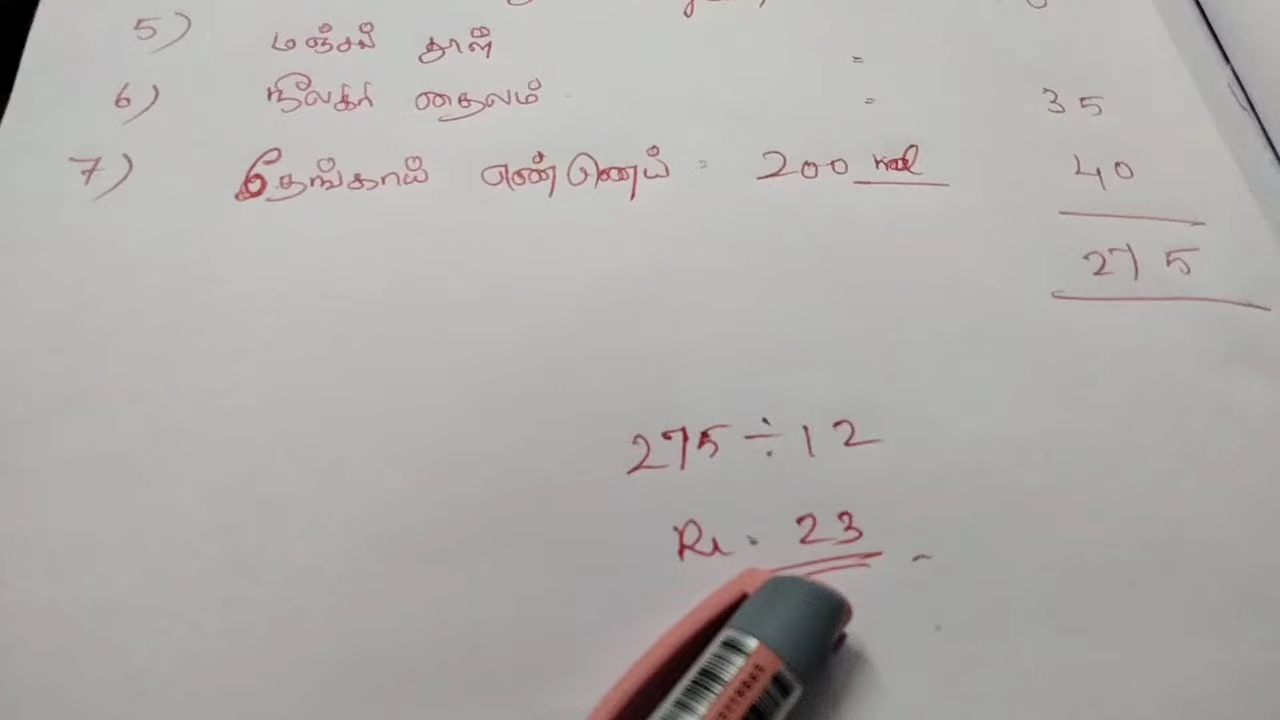 5) மஞ்சள் தூள் =
6) நீலகிரி தைலம் = 35
7) தேங்காய் எண்ணெய் = 200 ml 40
275
275 ÷ 12
Rs. 23